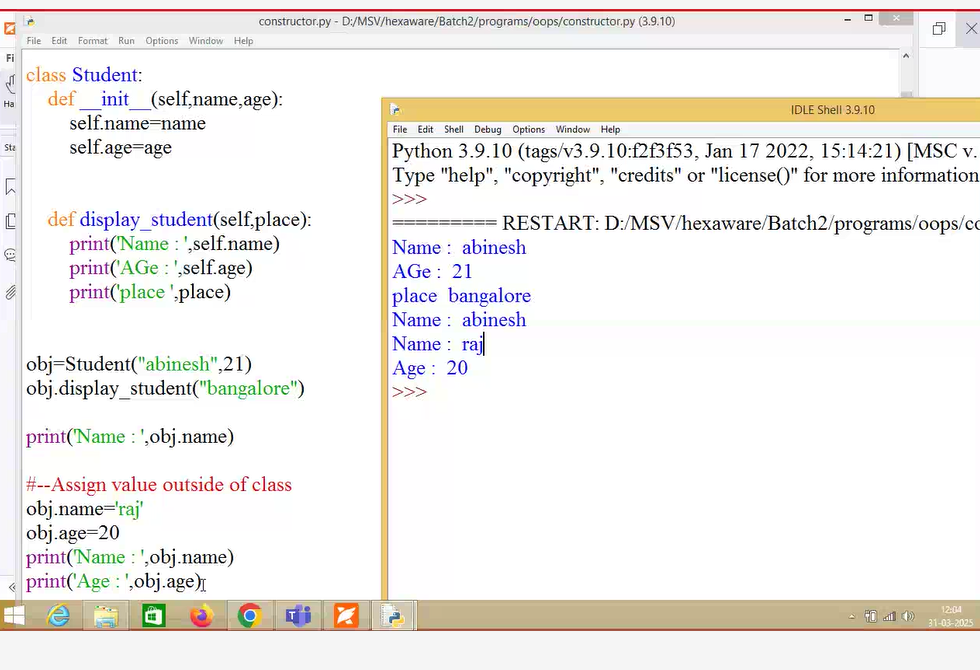 constructor.py - D:/MSV/hexaware/Batch2/programs/oops/constructor.py (3.9.10)
File Edit Format Run Options Window Help
class Student:
def __init__(self,name,age):
self.name=name
self.age=age
def display_student(self,place):
print('Name : ',self.name)
print('AGe : ',self.age)
print('place ',place)
obj=Student("abinesh",21)
obj.display_student("bangalore")
print('Name : ',obj.name)
#--Assign value outside of class
obj.name='raj'
obj.age=20
print('Name : ',obj.name)
print('Age : ',obj.age)
IDLE Shell 3.9.10
File Edit Shell Debug Options Window Help
Python 3.9.10 (tags/v3.9.10:f2f3f53, Jan 17 2022, 15:14:21) [MSC v.
Type "help", "copyright", "credits" or "license()" for more information
>>>
========= RESTART: D:/MSV/hexaware/Batch2/programs/oops/co
Name :  abinesh
AGe :  21
place  bangalore
Name :  abinesh
Name :  raj
Age :  20
>>>
Fi
Ha
Sta
12:04
31-03-2025